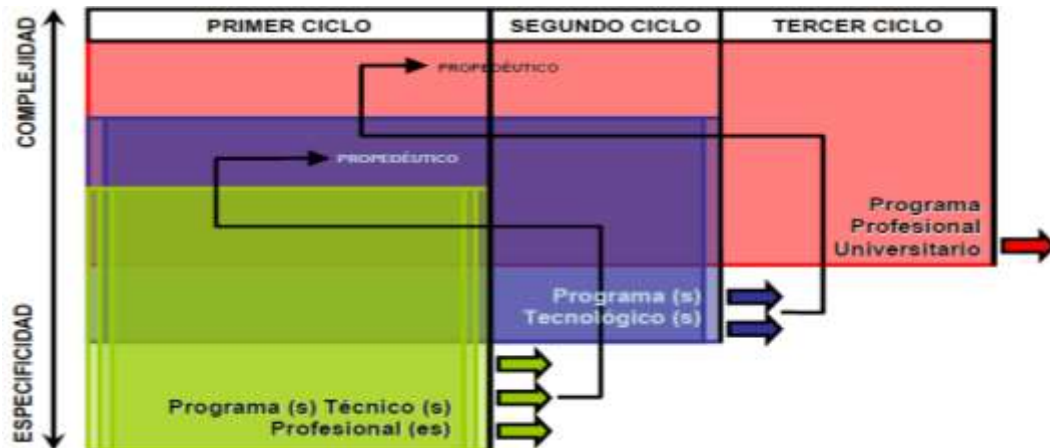 COMPLEJIDAD
ESPECIFICIDAD
PRIMER CICLO
SEGUNDO CICLO
TERCER CICLO
PROPEDÉUTICO
PROPEDÉUTICO
Programa
Profesional
Universitario
Programa (s)
Tecnológico (s)
Programa (s) Técnico (s)
Profesional (es)